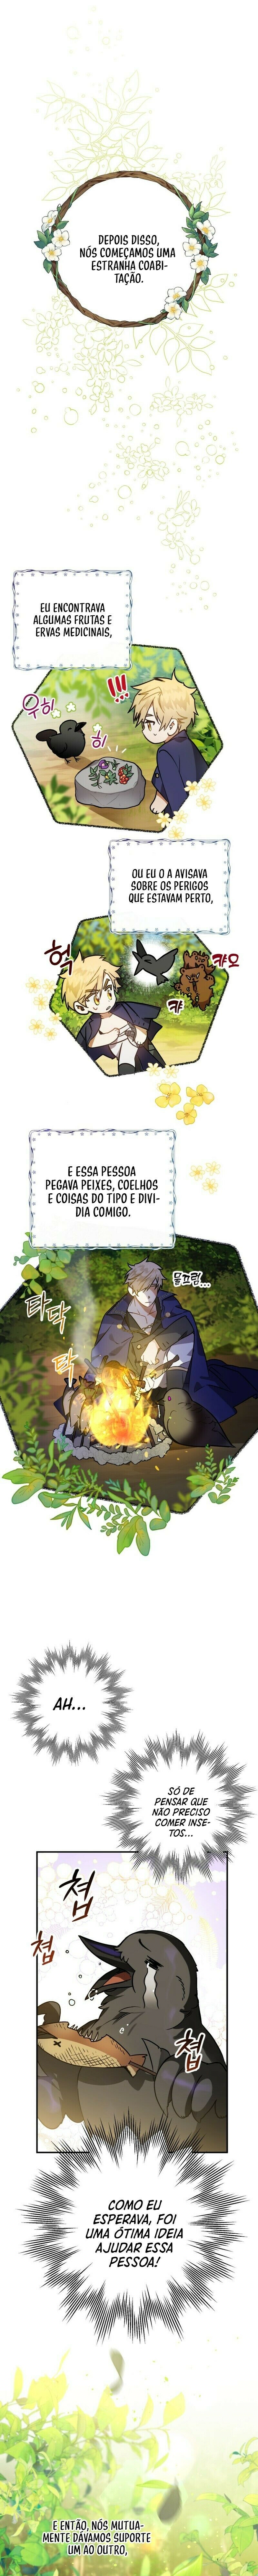 DEPOIS DISSO,
NÓS COMEÇAMOS UMA
ESTRANHA COABI-
TAÇÃO.
EU ENCONTRAVA
ALGUMAS FRUTAS E
ERVAS MEDICINAIS,
!!!
우히
히
OU EU O A AVISAVA
SOBRE OS PERIGOS
QUE ESTAVAM PERTO,
헉
캬오
캬
E ESSA PESSOA
PEGAVA PEIXES, COELHOS
E COISAS DO TIPO E DIVI-
DIA COMIGO.
타
닥
타
AH...
SÓ DE
PENSAR QUE
NÃO PRECISO
COMER INSE-
TOS...
첩
첩
첩
COMO EU
ESPERAVA, FOI
UMA ÓTIMA IDEIA
AJUDAR ESSA
PESSOA!
E ENTÃO, NÓS MUTUA-
MENTE DÁVAMOS SUPORTE
UM AO OUTRO,